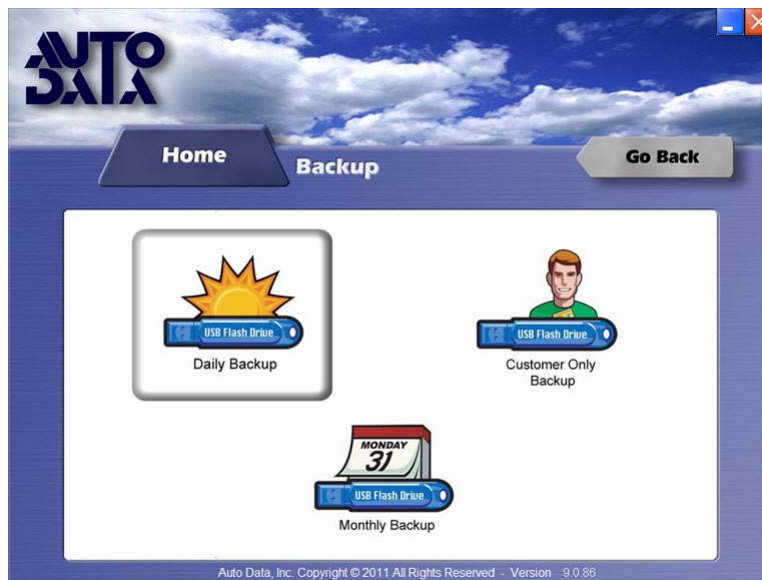 AUTO
DATA
Home
Backup
Go Back
USB Flash Drive
Daily Backup
USB Flash Drive
Customer Only
Backup
MONDAY
31
USB Flash Drive
Monthly Backup
Auto Data, Inc. Copyright © 2011 All Rights Reserved - Version 9.0.86